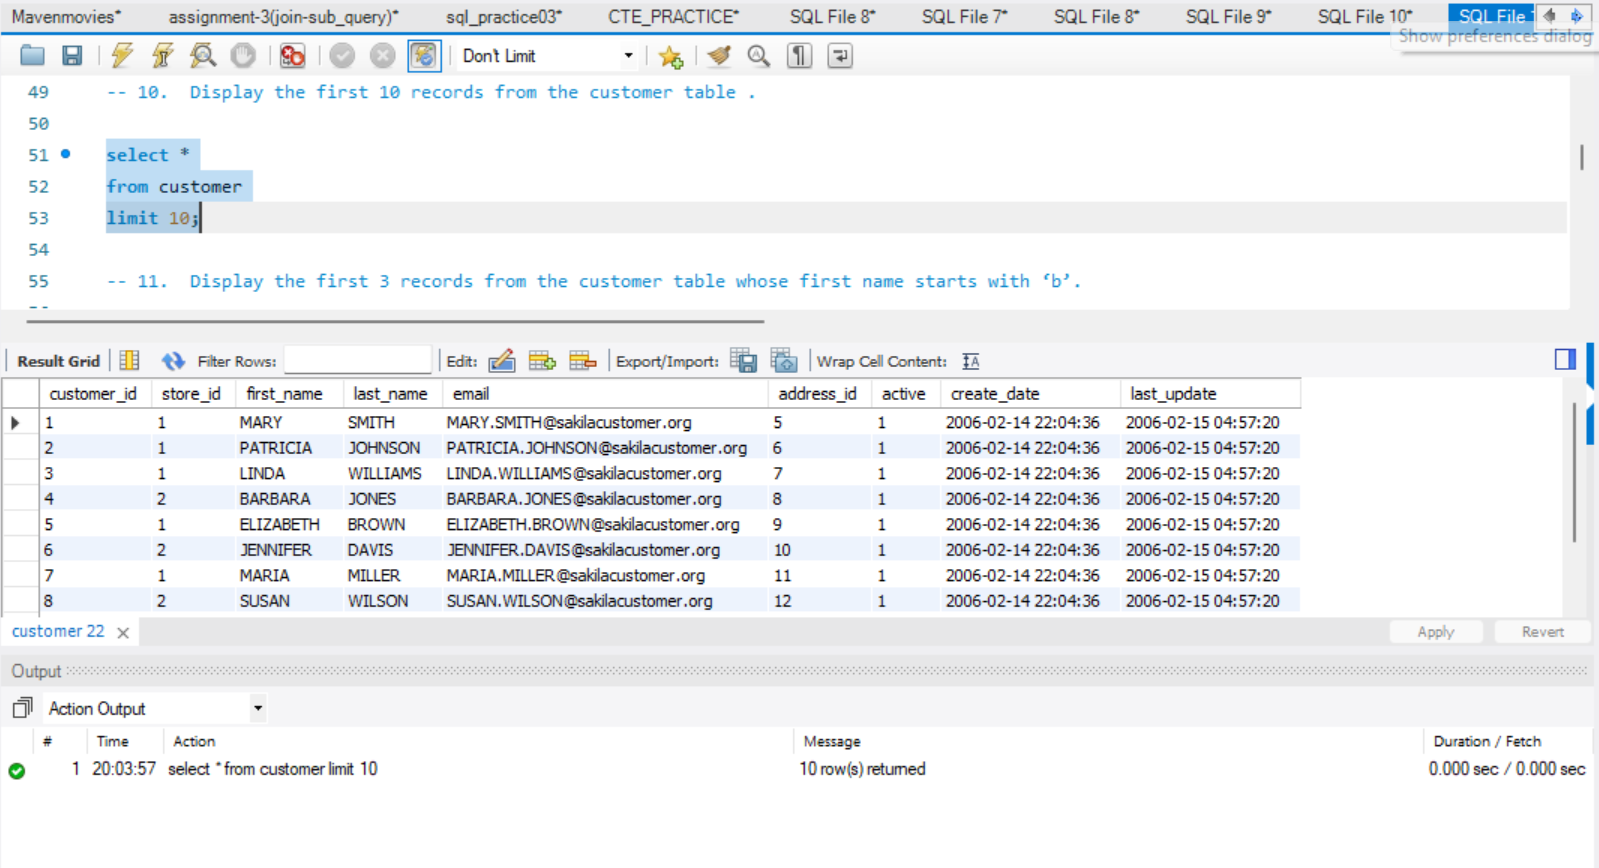 Mavenmovies* assignment-3(join-sub_query)* sql_practice03* CTE_PRACTICE* SQL File 8* SQL File 7* SQL File 8* SQL File 9* SQL File 10* SQL File
Show preferences dialog
Don't Limit
49 -- 10. Display the first 10 records from the customer table .
50
51 select *
52 from customer
53 limit 10;
54
55 -- 11. Display the first 3 records from the customer table whose first name starts with ‘b’.
Result Grid Filter Rows: Edit: Export/Import: Wrap Cell Content:
customer_id store_id first_name last_name email address_id active create_date last_update
1 1 MARY SMITH MARY.SMITH@sakilacustomer.org 5 1 2006-02-14 22:04:36 2006-02-15 04:57:20
2 1 PATRICIA JOHNSON PATRICIA.JOHNSON@sakilacustomer.org 6 1 2006-02-14 22:04:36 2006-02-15 04:57:20
3 1 LINDA WILLIAMS LINDA.WILLIAMS@sakilacustomer.org 7 1 2006-02-14 22:04:36 2006-02-15 04:57:20
4 2 BARBARA JONES BARBARA.JONES@sakilacustomer.org 8 1 2006-02-14 22:04:36 2006-02-15 04:57:20
5 1 ELIZABETH BROWN ELIZABETH.BROWN@sakilacustomer.org 9 1 2006-02-14 22:04:36 2006-02-15 04:57:20
6 2 JENNIFER DAVIS JENNIFER.DAVIS@sakilacustomer.org 10 1 2006-02-14 22:04:36 2006-02-15 04:57:20
7 1 MARIA MILLER MARIA.MILLER@sakilacustomer.org 11 1 2006-02-14 22:04:36 2006-02-15 04:57:20
8 2 SUSAN WILSON SUSAN.WILSON@sakilacustomer.org 12 1 2006-02-14 22:04:36 2006-02-15 04:57:20
customer 22 Apply Revert
Output
Action Output
# Time Action Message Duration / Fetch
1 20:03:57 select * from customer limit 10 10 row(s) returned 0.000 sec / 0.000 sec